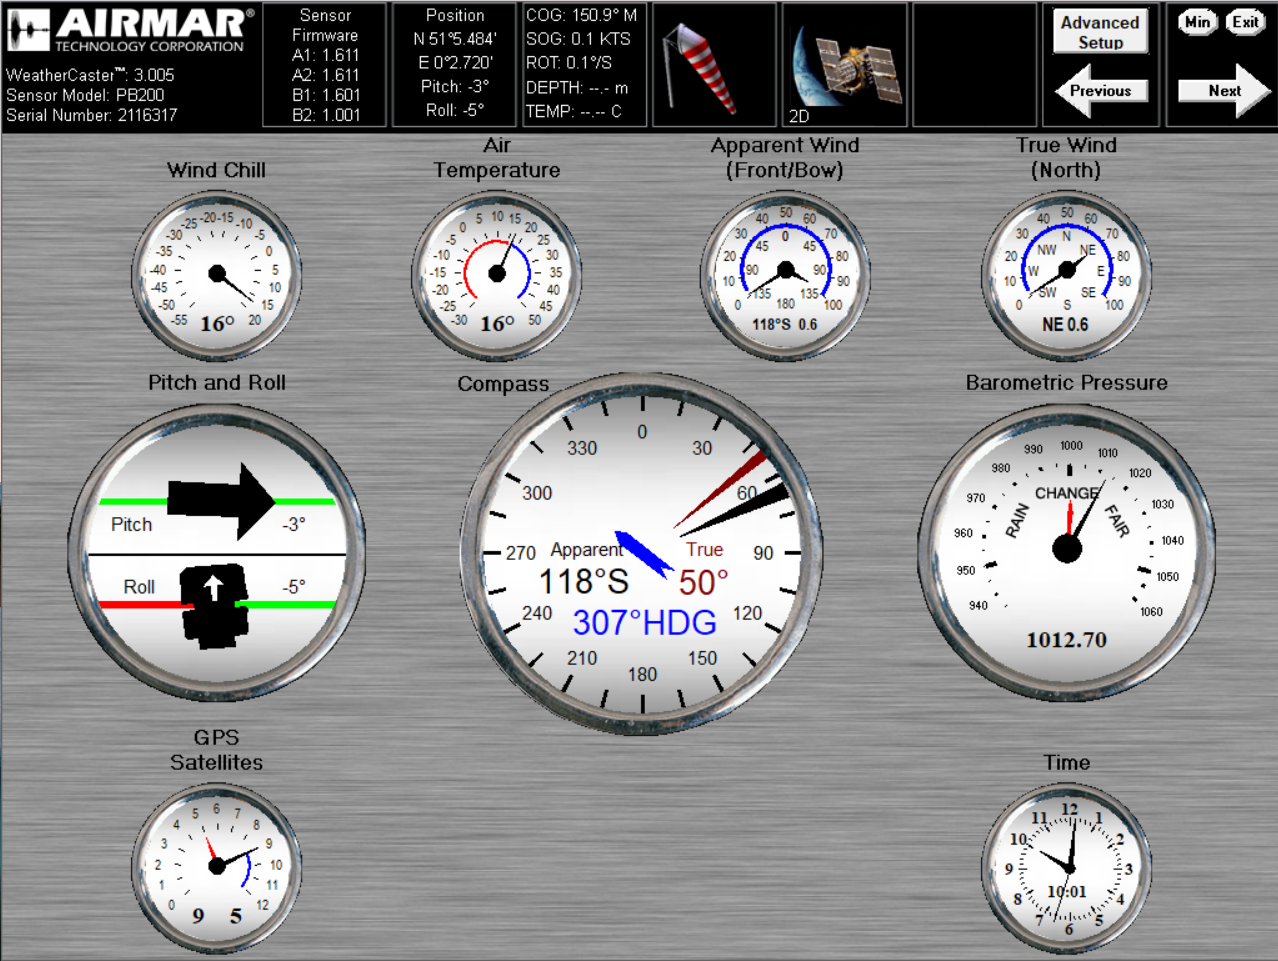 AIRMAR®
TECHNOLOGY CORPORATION
WeatherCaster™: 3.005
Sensor Model: PB200
Serial Number: 2116317
Sensor
Firmware
A1: 1.611
A2: 1.611
B1: 1.601
B2: 1.001
Position
N 51°5.484'
E 0°2.720'
Pitch: -3°
Roll: -5°
COG: 150.9° M
SOG: 0.1 KTS
ROT: 0.1°/S
DEPTH: --.- m
TEMP: --.-- C
2D
Advanced
Setup
Min
Exit
Previous
Next
Wind Chill
-55
-50
-45
-40
-35
-30
-25
-20
-15
-10
-5
0
5
10
15
20
16°
Air
Temperature
-30
-25
-20
-15
-10
-5
0
5
10
15
20
25
30
35
40
45
50
16°
Apparent Wind
(Front/Bow)
0
10
20
30
40
50
60
70
80
90
100
0
45
45
90
90
135
135
180
118°S 0.6
True Wind
(North)
0
10
20
30
40
50
60
70
80
90
100
N
NW
NE
W
E
SW
SE
S
NE 0.6
Pitch and Roll
Pitch
-3°
Roll
-5°
Compass
0
30
60
90
120
150
180
210
240
270
300
330
Apparent
True
118°S
50°
307°HDG
Barometric Pressure
940
950
960
970
980
990
1000
1010
1020
1030
1040
1050
1060
RAIN
CHANGE
FAIR
1012.70
GPS
Satellites
0
1
2
3
4
5
6
7
8
9
10
11
12
9 5
Time
12
1
2
3
4
5
6
7
8
9
10
11
10:01